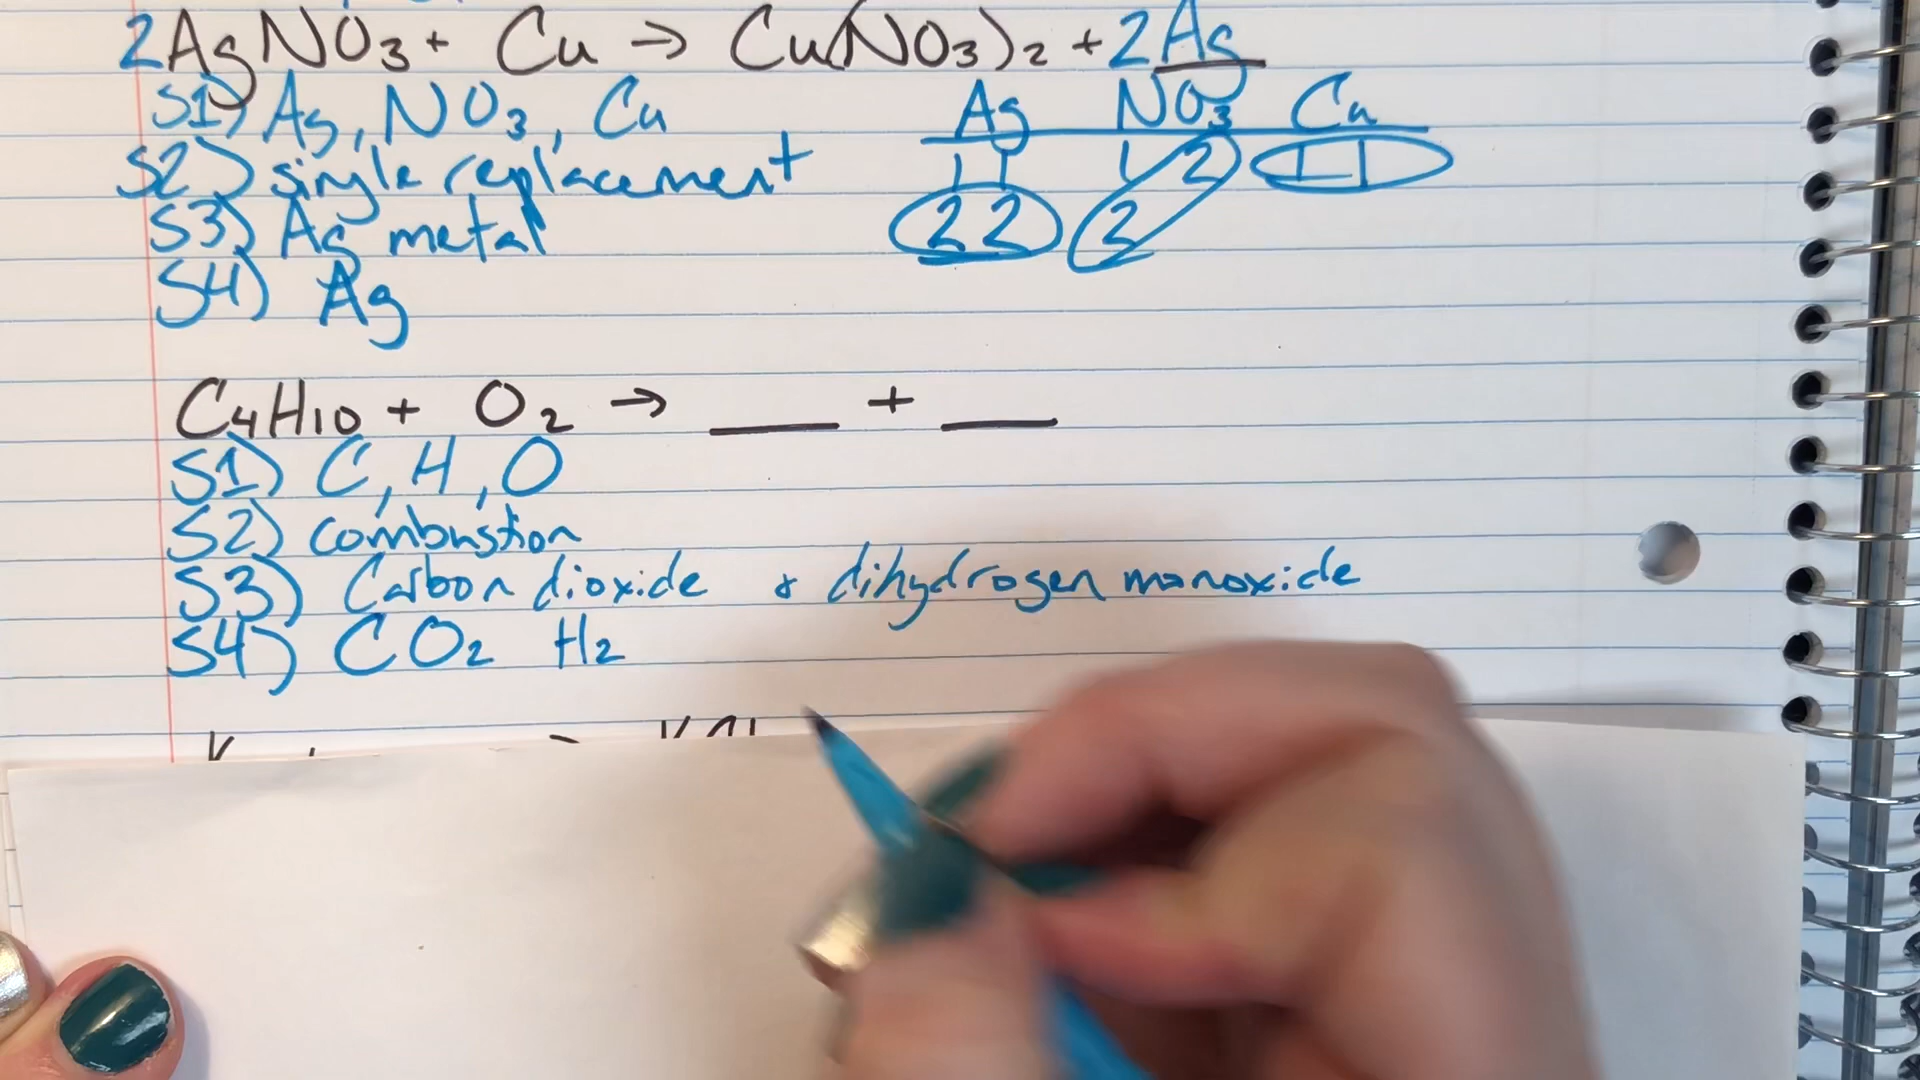 2AgNO3 + Cu → Cu(NO3)2 + 2Ag
S1) Ag, NO3, Cu
Ag NO3 Cu
S2) single replacement
1 1 1 2 1 1
S3) Ag metal
2 2 2
S4) Ag
C4H10 + O2 → ___ + ___
S1) C, H, O
S2) combustion
S3) Carbon dioxide & dihydrogen monoxide
S4) CO2 H2